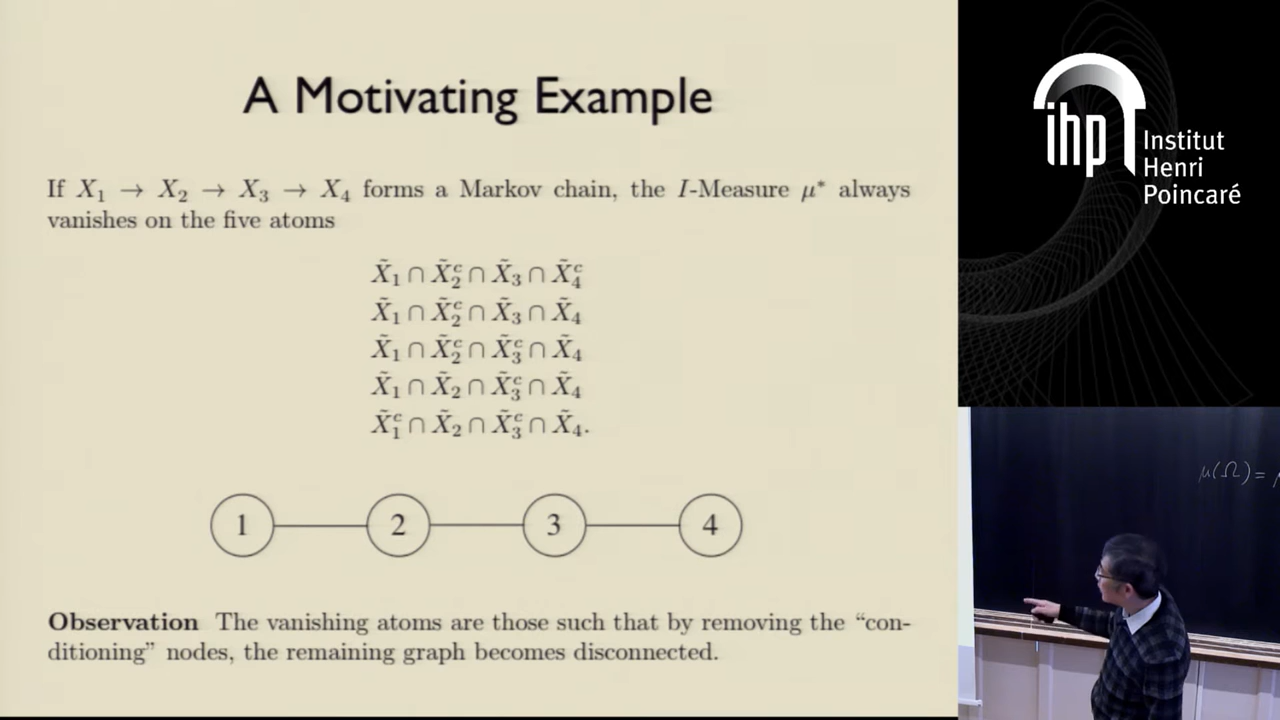 A Motivating Example
If X₁ → X₂ → X₃ → X₄ forms a Markov chain, the I-Measure μ* always
vanishes on the five atoms
X̃₁ ∩ X̃₂ᶜ ∩ X̃₃ ∩ X̃₄ᶜ
X̃₁ ∩ X̃₂ᶜ ∩ X̃₃ ∩ X̃₄
X̃₁ ∩ X̃₂ᶜ ∩ X̃₃ᶜ ∩ X̃₄
X̃₁ ∩ X̃₂ ∩ X̃₃ᶜ ∩ X̃₄
X̃₁ᶜ ∩ X̃₂ ∩ X̃₃ᶜ ∩ X̃₄.
1 2 3 4
Observation The vanishing atoms are those such that by removing the “con-
ditioning” nodes, the remaining graph becomes disconnected.
ihp
Institut
Henri
Poincaré
μ(Ω) =